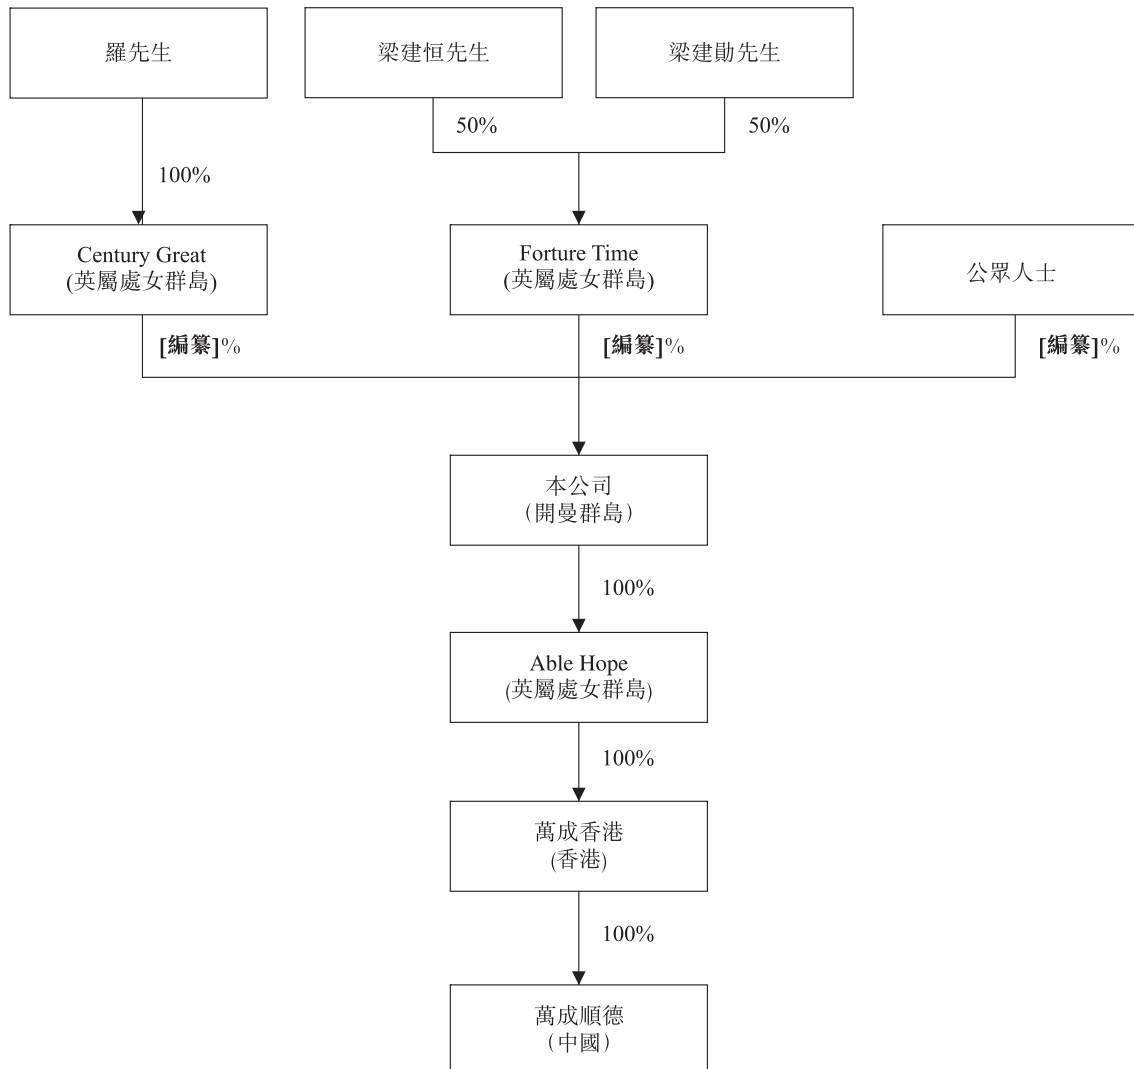 羅先生
梁建恒先生
梁建勛先生
50%
50%
100%
Century Great
(英屬處女群島)
Forture Time
(英屬處女群島)
公眾人士
[編纂]%
[編纂]%
[編纂]%
本公司
（開曼群島）
100%
Able Hope
(英屬處女群島)
100%
萬成香港
(香港)
100%
萬成順德
（中國）